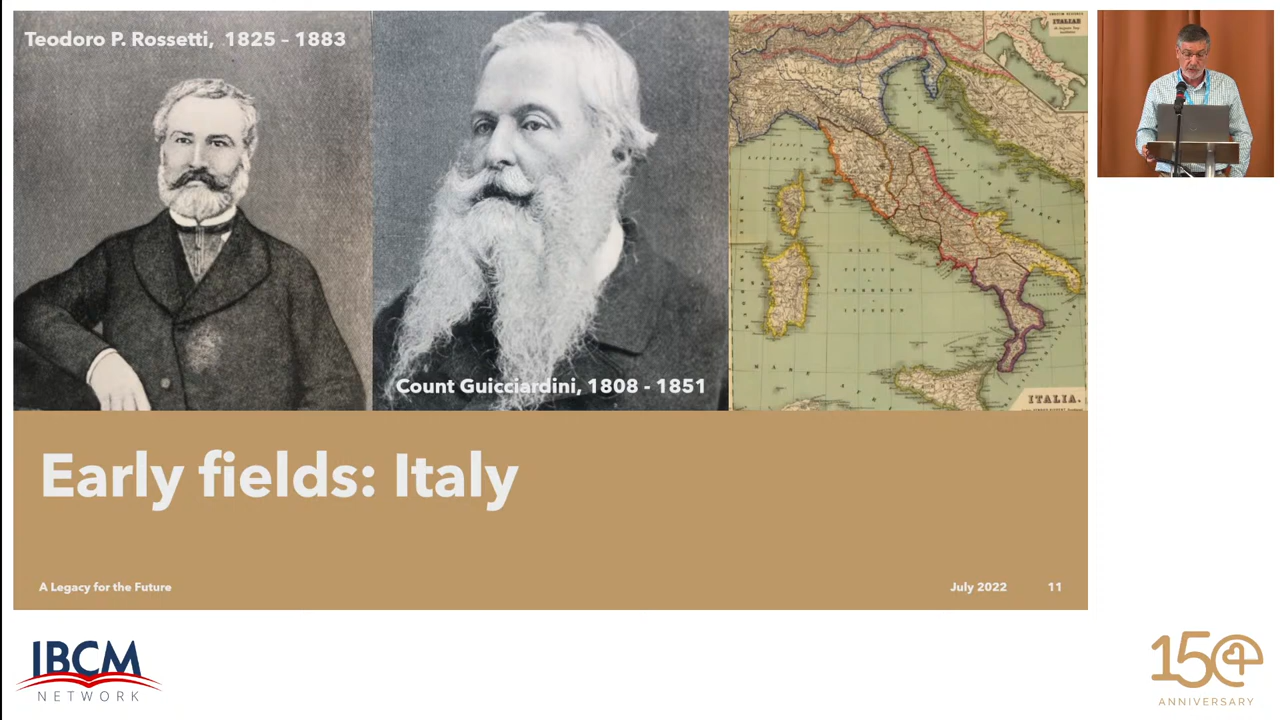 Teodoro P. Rossetti, 1825 – 1883
Count Guicciardini, 1808 - 1851
ITALIA.
Early fields: Italy
A Legacy for the Future
July 2022
11
IBCM
NETWORK
150
ANNIVERSARY